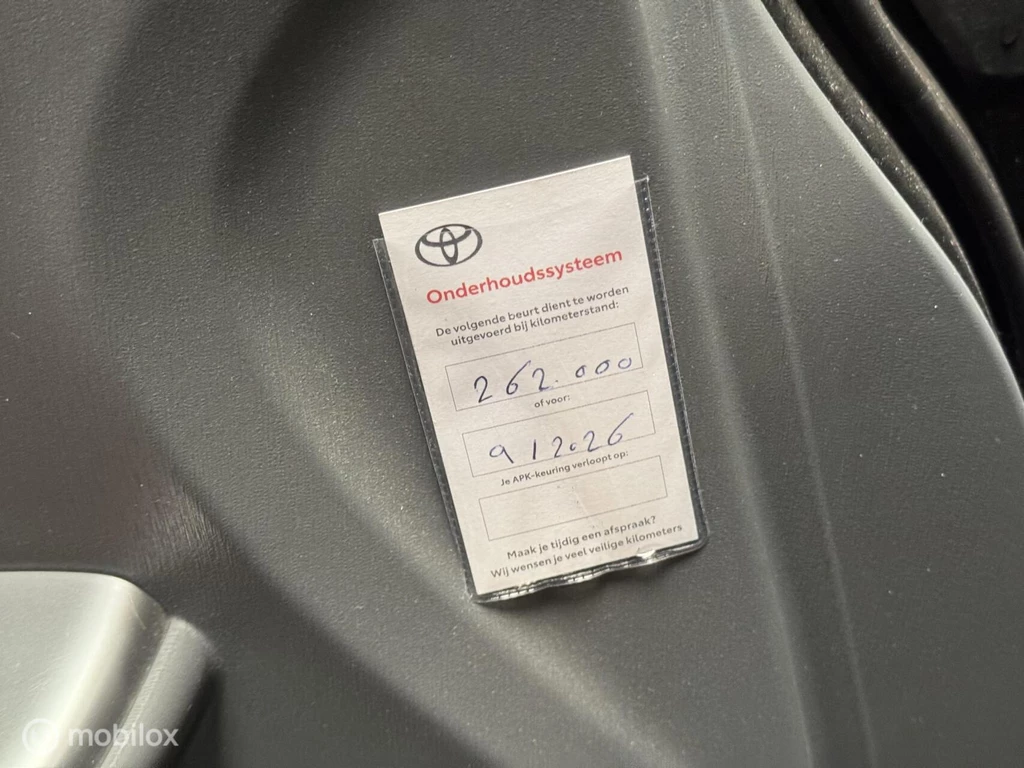 Onderhoudssysteem
De volgende beurt dient te worden
uitgevoerd bij kilometerstand:
262.000
of voor:
9 12.26
Je APK-keuring verloopt op:
Maak je tijdig een afspraak?
Wij wensen je veel veilige kilometers
mobilox